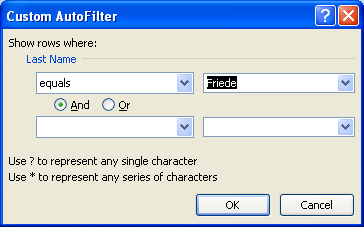 Custom AutoFilter
Show rows where:
Last Name
equals Friede
And Or
Use ? to represent any single character
Use * to represent any series of characters
OK Cancel